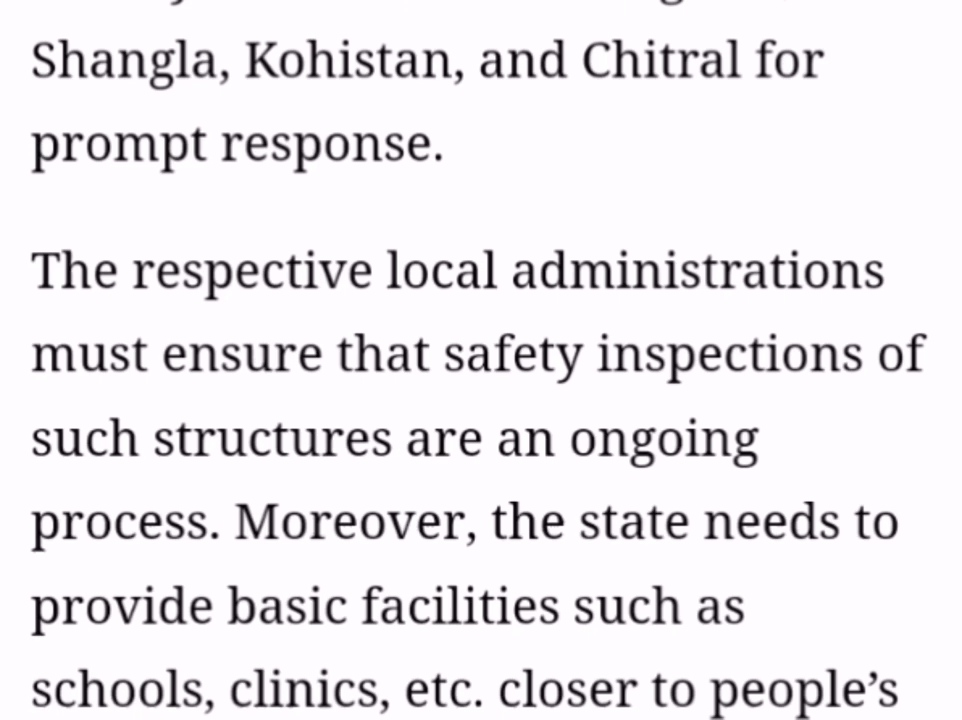 Shangla, Kohistan, and Chitral for
prompt response.
The respective local administrations
must ensure that safety inspections of
such structures are an ongoing
process. Moreover, the state needs to
provide basic facilities such as
schools, clinics, etc. closer to people’s